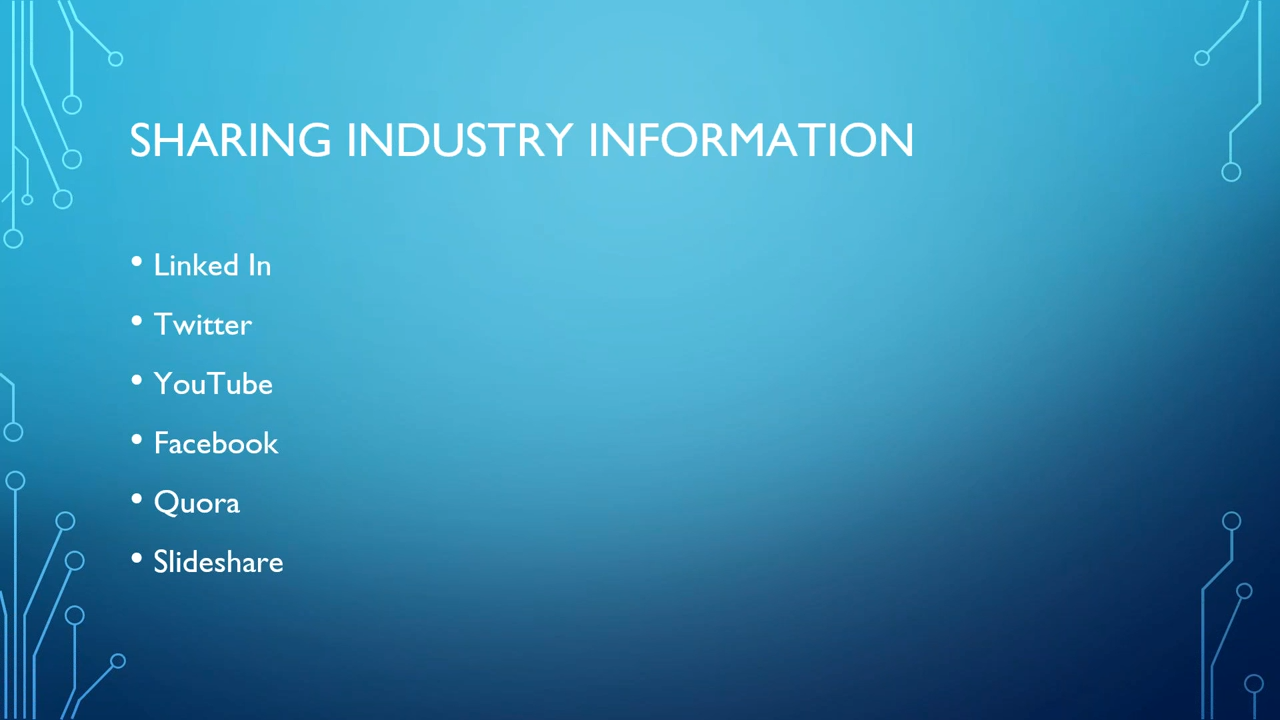 SHARING INDUSTRY INFORMATION
• Linked In
• Twitter
• YouTube
• Facebook
• Quora
• Slideshare